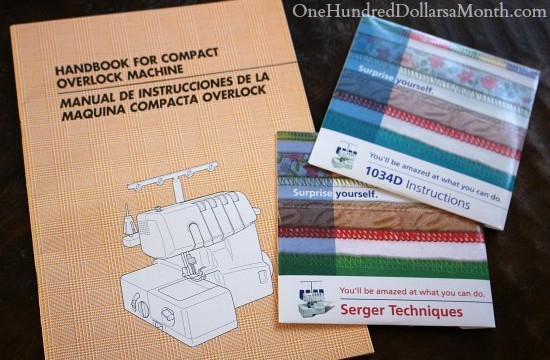 OneHundredDollarsaMonth.com
HANDBOOK FOR COMPACT
OVERLOCK MACHINE
MANUAL DE INSTRUCCIONES DE LA
MAQUINA COMPACTA OVERLOCK
Surprise yourself.
You'll be amazed at what you can do.
1034D Instructions
Surprise yourself.
You'll be amazed at what you can do.
Serger Techniques